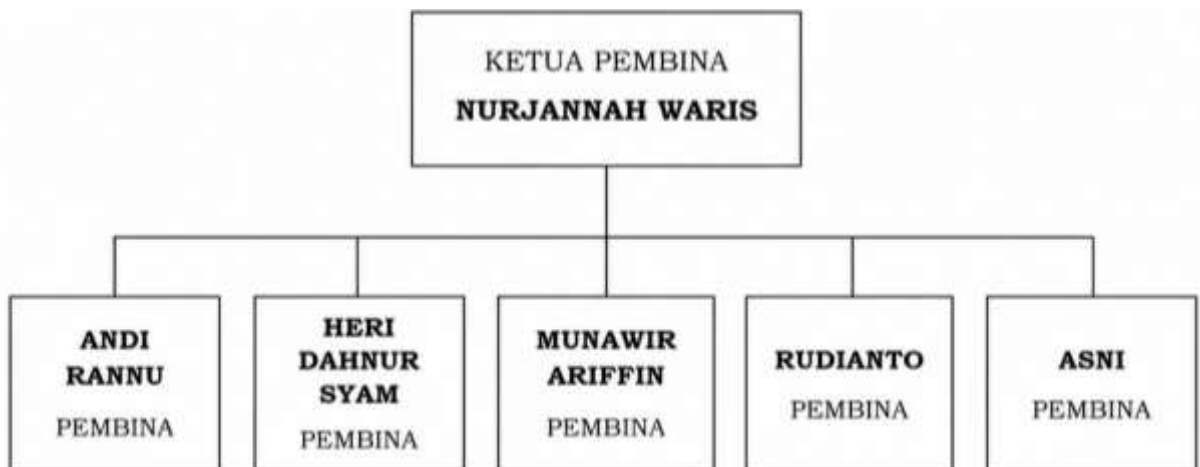 KETUA PEMBINA
NURJANNAH WARIS
ANDI
RANNU
PEMBINA
HERI
DAHNUR
SYAM
PEMBINA
MUNAWIR
ARIFFIN
PEMBINA
RUDIANTO
PEMBINA
ASNI
PEMBINA